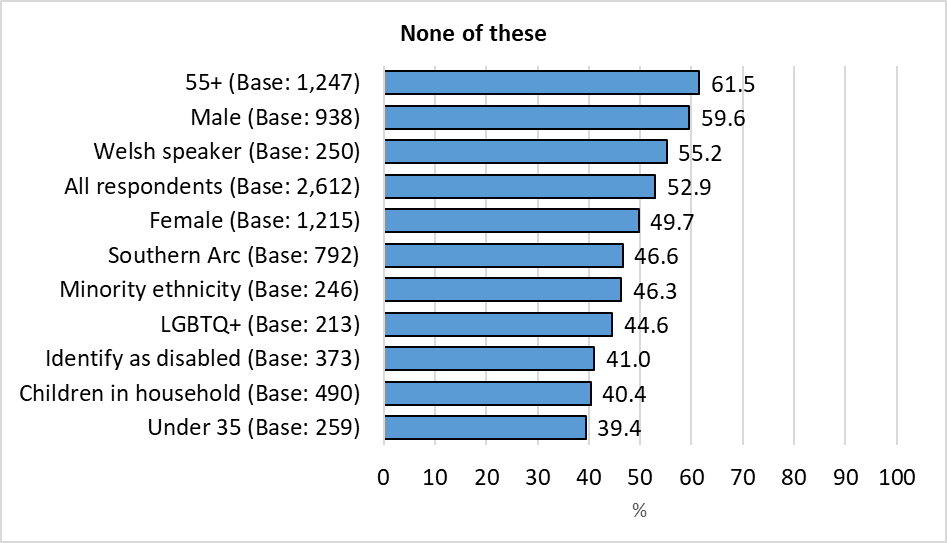 None of these
55+ (Base: 1,247) 61.5
Male (Base: 938) 59.6
Welsh speaker (Base: 250) 55.2
All respondents (Base: 2,612) 52.9
Female (Base: 1,215) 49.7
Southern Arc (Base: 792) 46.6
Minority ethnicity (Base: 246) 46.3
LGBTQ+ (Base: 213) 44.6
Identify as disabled (Base: 373) 41.0
Children in household (Base: 490) 40.4
Under 35 (Base: 259) 39.4
0 10 20 30 40 50 60 70 80 90 100
%